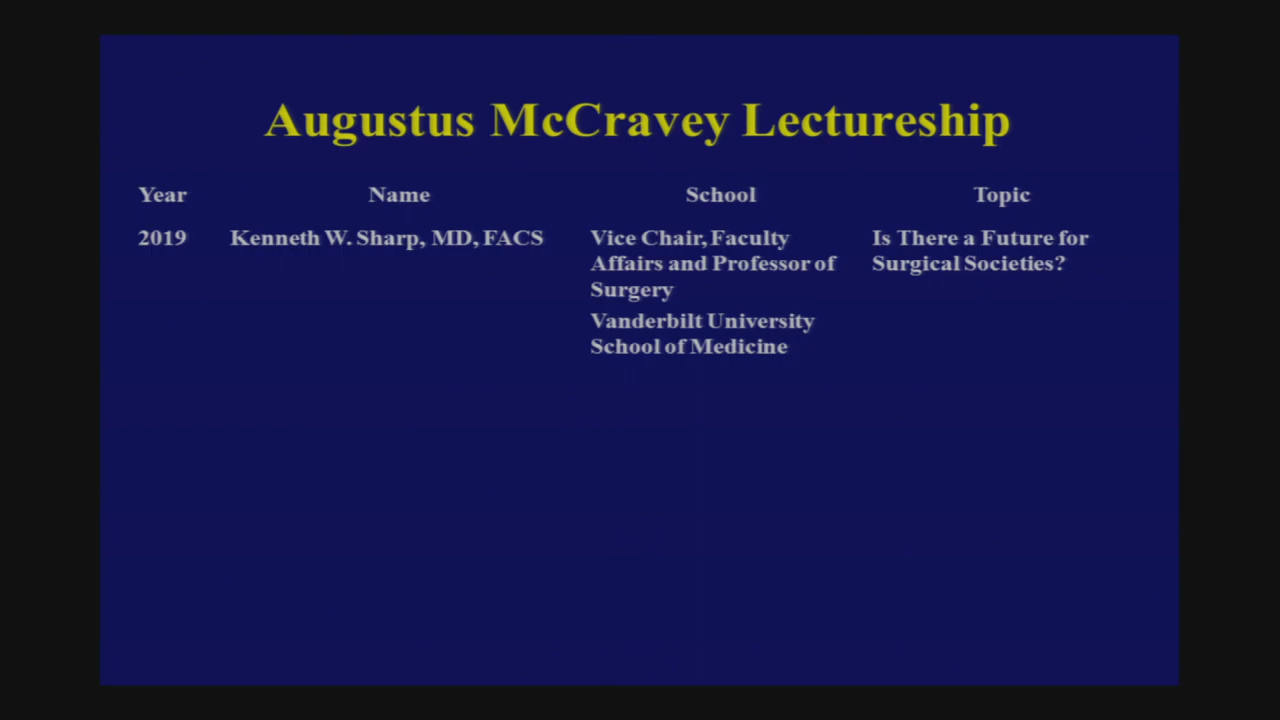 Augustus McCravey Lectureship
Year Name School Topic
2019 Kenneth W. Sharp, MD, FACS Vice Chair, Faculty Is There a Future for
Affairs and Professor of Surgical Societies?
Surgery
Vanderbilt University
School of Medicine